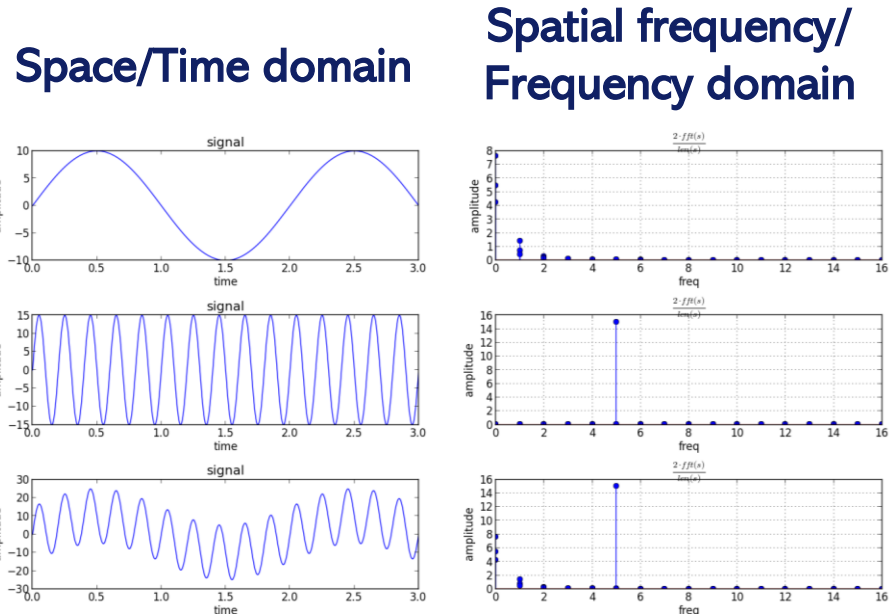 Space/Time domain
Spatial frequency/
Frequency domain
signal
10
5
0
−5
−10
0.0 0.5 1.0 1.5 2.0 2.5 3.0
time
2·fft(s)
len(s)
amplitude
8
7
6
5
4
3
2
1
0
0 2 4 6 8 10 12 14 16
freq
signal
15
10
5
0
−5
−10
−15
0.0 0.5 1.0 1.5 2.0 2.5 3.0
time
2·fft(s)
len(s)
amplitude
16
14
12
10
8
6
4
2
0
0 2 4 6 8 10 12 14 16
freq
signal
30
20
10
0
−10
−20
−30
0.0 0.5 1.0 1.5 2.0 2.5 3.0
time
2·fft(s)
len(s)
amplitude
16
14
12
10
8
6
4
2
0
0 2 4 6 8 10 12 14 16
freq